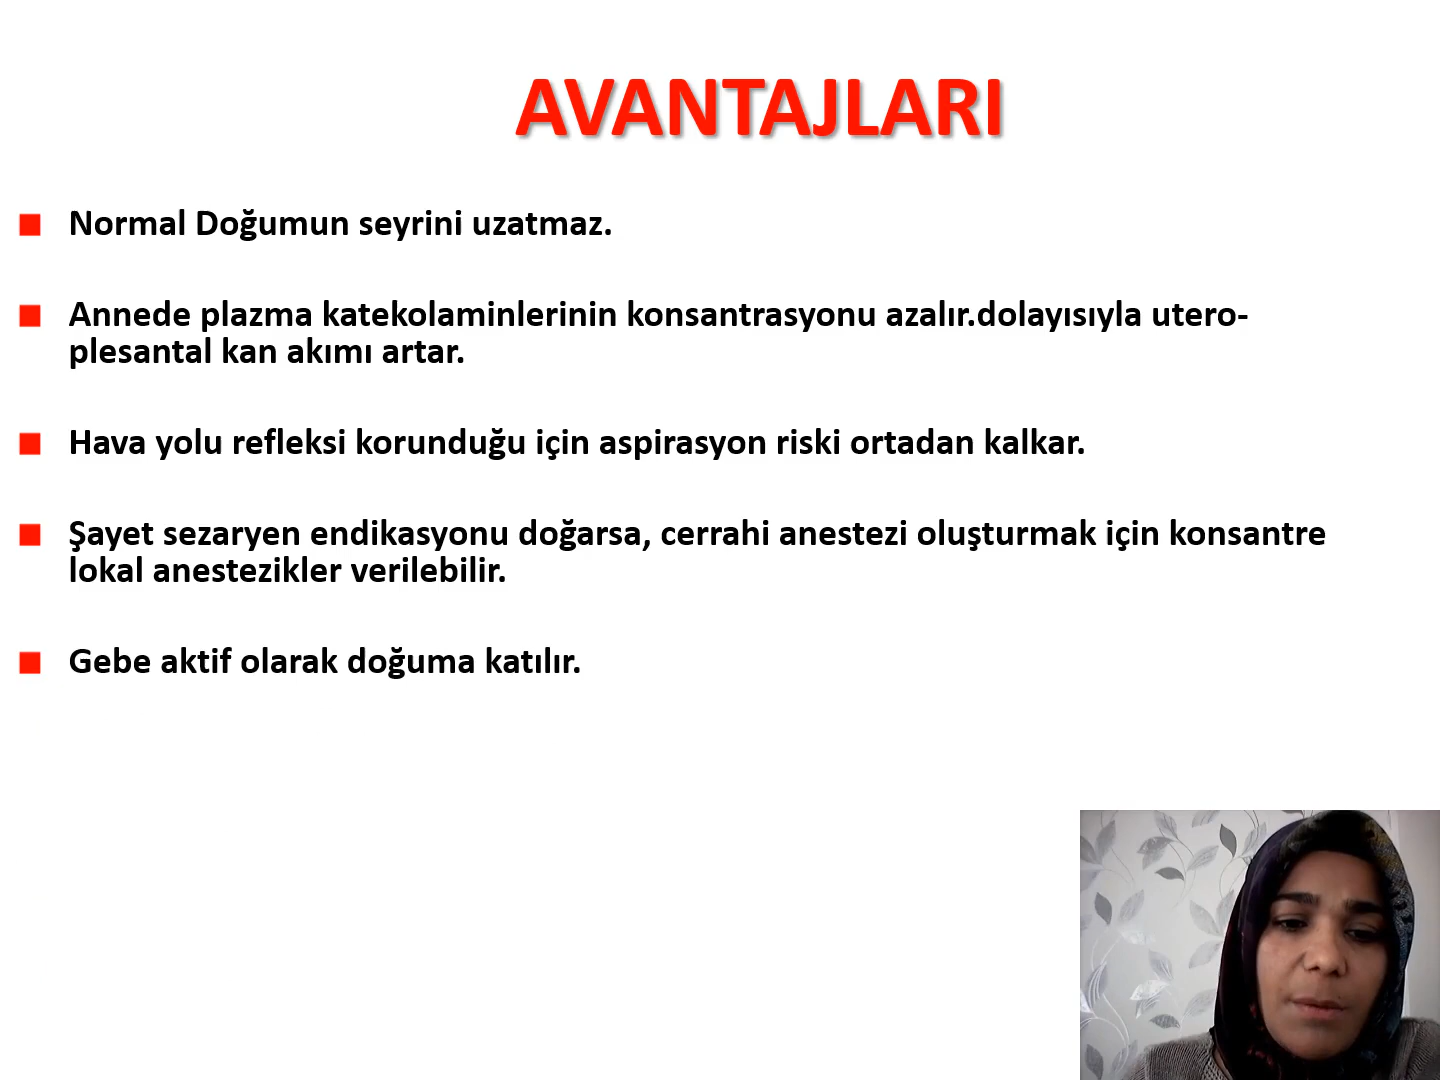 AVANTAJLARI
Normal Doğumun seyrini uzatmaz.
Annede plazma katekolaminlerinin konsantrasyonu azalır.dolayısıyla utero-
plesantal kan akımı artar.
Hava yolu refleksi korunduğu için aspirasyon riski ortadan kalkar.
Şayet sezaryen endikasyonu doğarsa, cerrahi anestezi oluşturmak için konsantre
lokal anestezikler verilebilir.
Gebe aktif olarak doğuma katılır.